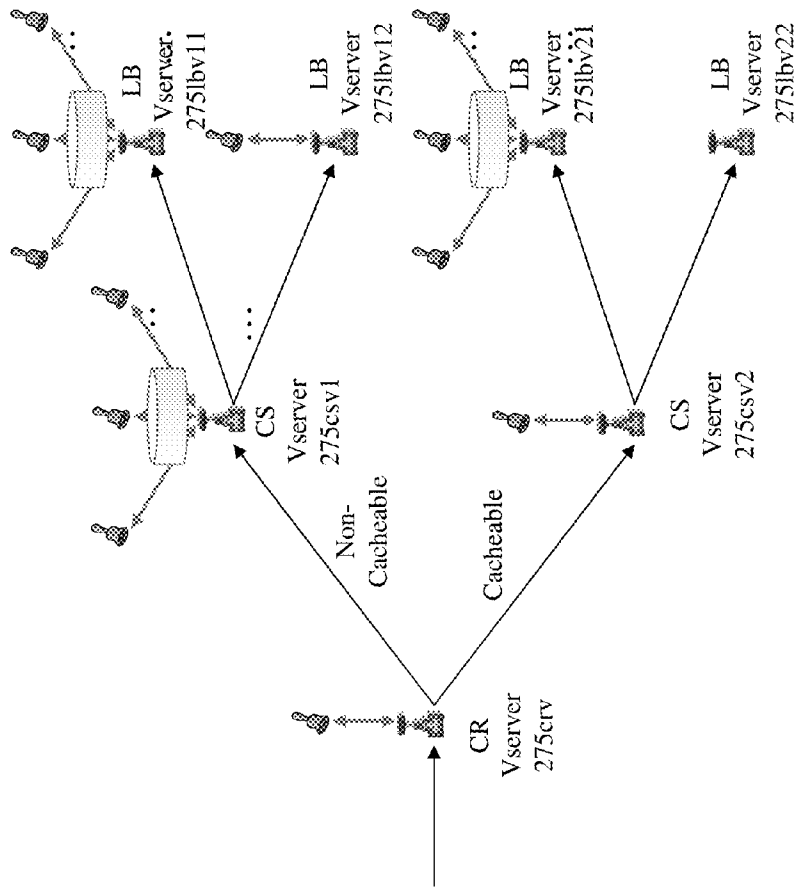 LB
Vserver
275lbv11
LB
Vserver
275lbv12
LB
Vserver
275lbv21
LB
Vserver
275lbv22
CS
Vserver
275csv1
CS
Vserver
275csv2
Non-
Cacheable
Cacheable
CR
Vserver
275crv